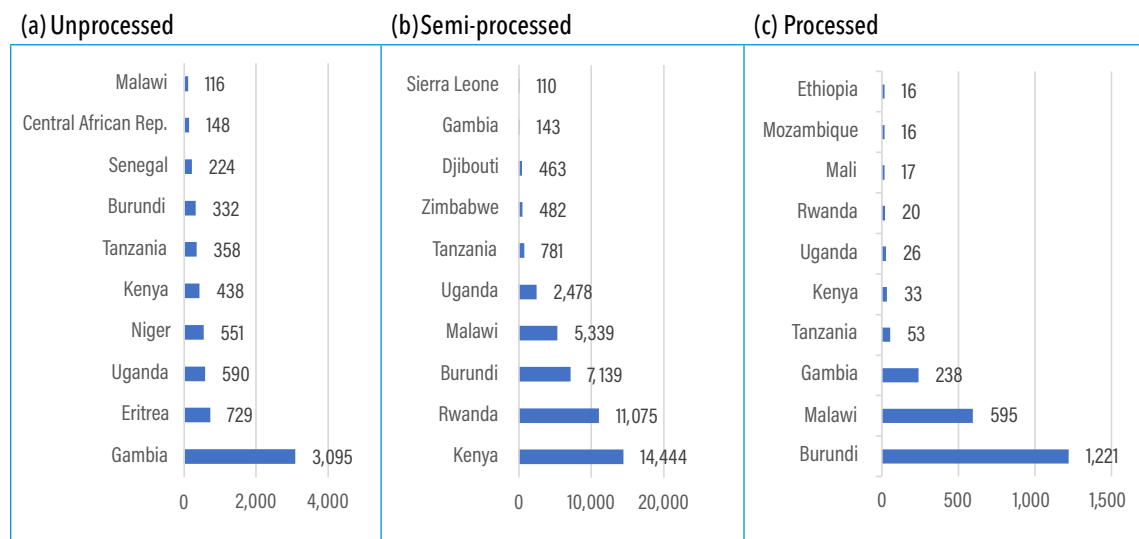 (a) Unprocessed
Malawi 116
Central African Rep. 148
Senegal 224
Burundi 332
Tanzania 358
Kenya 438
Niger 551
Uganda 590
Eritrea 729
Gambia 3,095
0 2,000 4,000
(b) Semi-processed
Sierra Leone 110
Gambia 143
Djibouti 463
Zimbabwe 482
Tanzania 781
Uganda 2,478
Malawi 5,339
Burundi 7,139
Rwanda 11,075
Kenya 14,444
0 10,000 20,000
(c) Processed
Ethiopia 16
Mozambique 16
Mali 17
Rwanda 20
Uganda 26
Kenya 33
Tanzania 53
Gambia 238
Malawi 595
Burundi 1,221
0 500 1,000 1,500